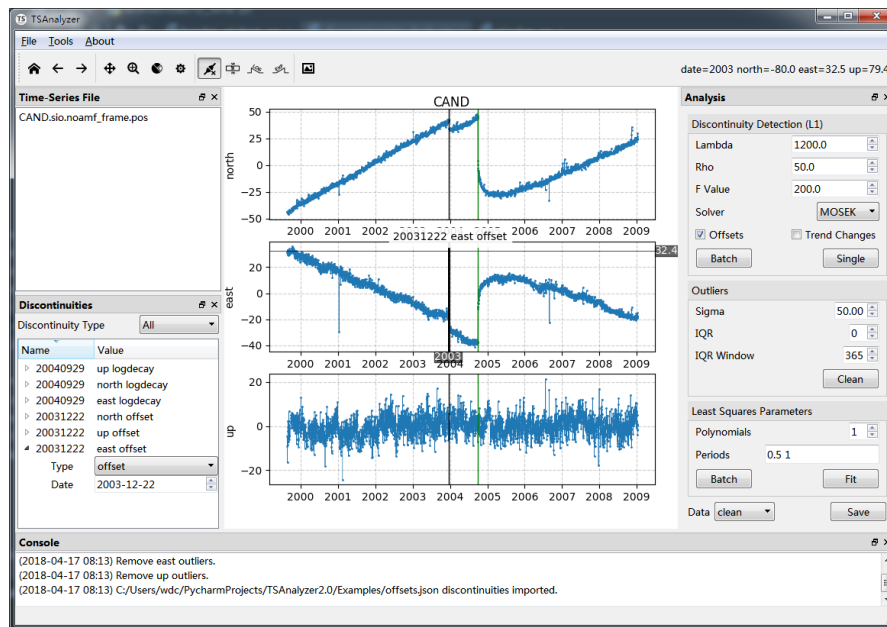 TSAnalyzer
File Tools About
date=2003 north=-80.0 east=32.5 up=79.4
Time-Series File
CAND.sio.noamf_frame.pos
Discontinuities
Discontinuity Type All
Name Value
20040929 up logdecay
20040929 north logdecay
20040929 east logdecay
20031222 north offset
20031222 up offset
20031222 east offset
Type offset
Date 2003-12-22
CAND
50
25
0
−25
−50
north
2000 2001 2002 2003 2004 2006 2007 2008 2009
20031222 east offset
32.4
20
0
−20
−40
east
2003
2000 2001 2002 2003 2004 2005 2006 2007 2008 2009
20
0
−20
up
2000 2001 2002 2003 2004 2005 2006 2007 2008 2009
Analysis
Discontinuity Detection (L1)
Lambda 1200.0
Rho 50.0
F Value 200.0
Solver MOSEK
Offsets Trend Changes
Batch Single
Outliers
Sigma 50.00
IQR 0
IQR Window 365
Clean
Least Squares Parameters
Polynomials 1
Periods 0.5 1
Batch Fit
Data clean Save
Console
(2018-04-17 08:13) Remove east outliers.
(2018-04-17 08:13) Remove up outliers.
(2018-04-17 08:13) C:/Users/wdc/PycharmProjects/TSAnalyzer2.0/Examples/offsets.json discontinuities imported.